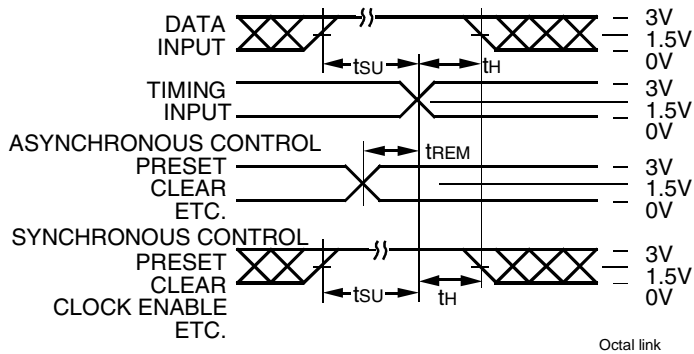 DATA
INPUT
3V
1.5V
0V
tSU
tH
TIMING
INPUT
3V
1.5V
0V
ASYNCHRONOUS CONTROL
PRESET
CLEAR
ETC.
tREM
3V
1.5V
0V
SYNCHRONOUS CONTROL
PRESET
CLEAR
CLOCK ENABLE
ETC.
3V
1.5V
0V
tSU
tH
Octal link